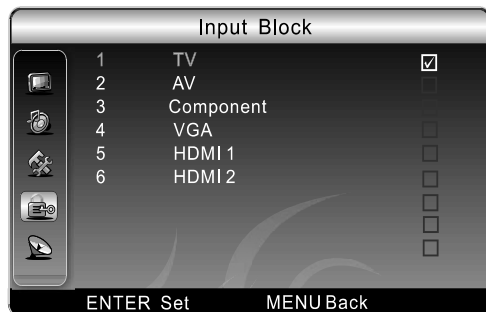 Input Block
1 TV
2 AV
3 Component
4 VGA
5 HDMI 1
6 HDMI 2
ENTER Set MENU Back